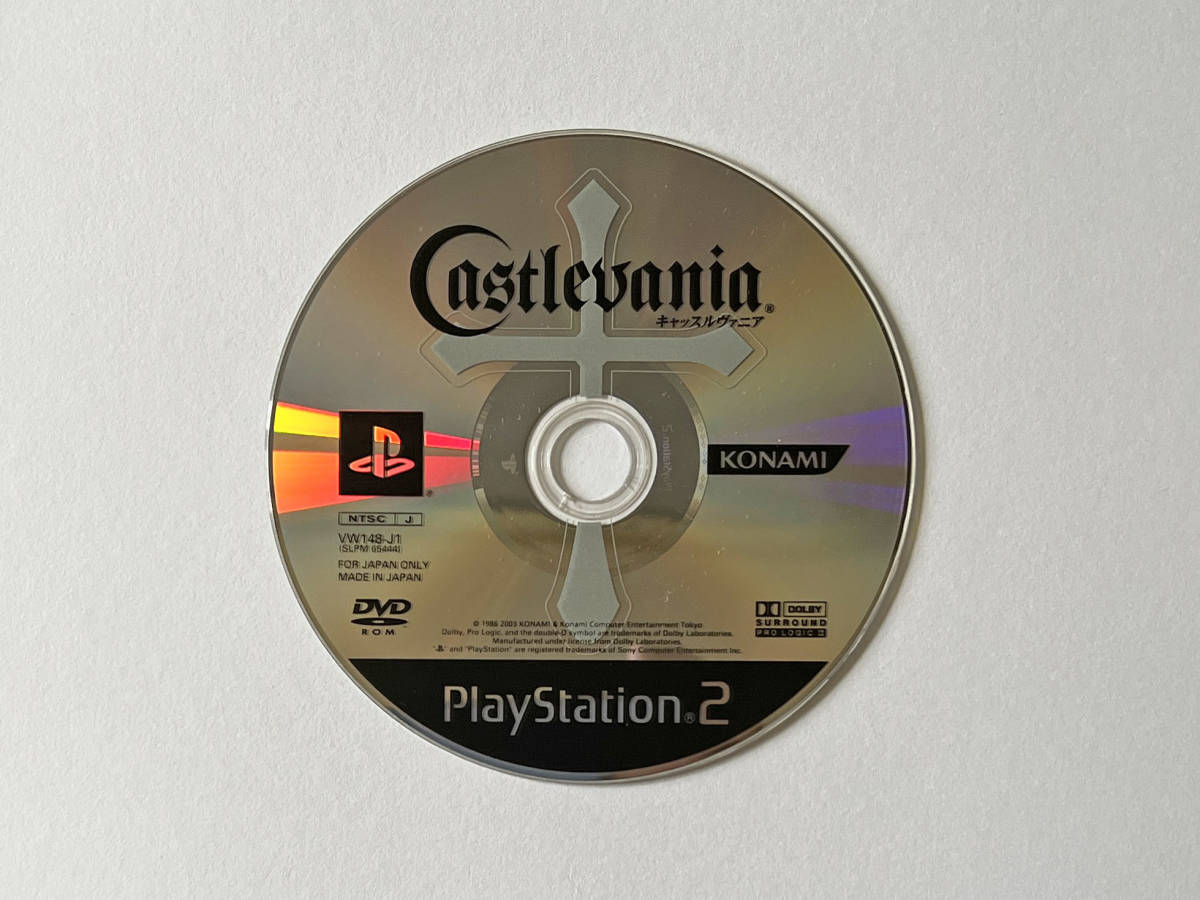 Castlevania®
キャッスルヴァニア
KONAMI
®
NTSC J
VW148-J1
(SLPM 65444)
FOR JAPAN ONLY
MADE IN JAPAN
DVD
ROM
DOLBY
SURROUND
PRO LOGIC II
© 1986 2003 KONAMI & Konami Computer Entertainment Tokyo
Dolby, Pro Logic, and the double-D symbol are trademarks of Dolby Laboratories.
Manufactured under license from Dolby Laboratories.
"PS" and "PlayStation" are registered trademarks of Sony Computer Entertainment Inc.
PlayStation®2